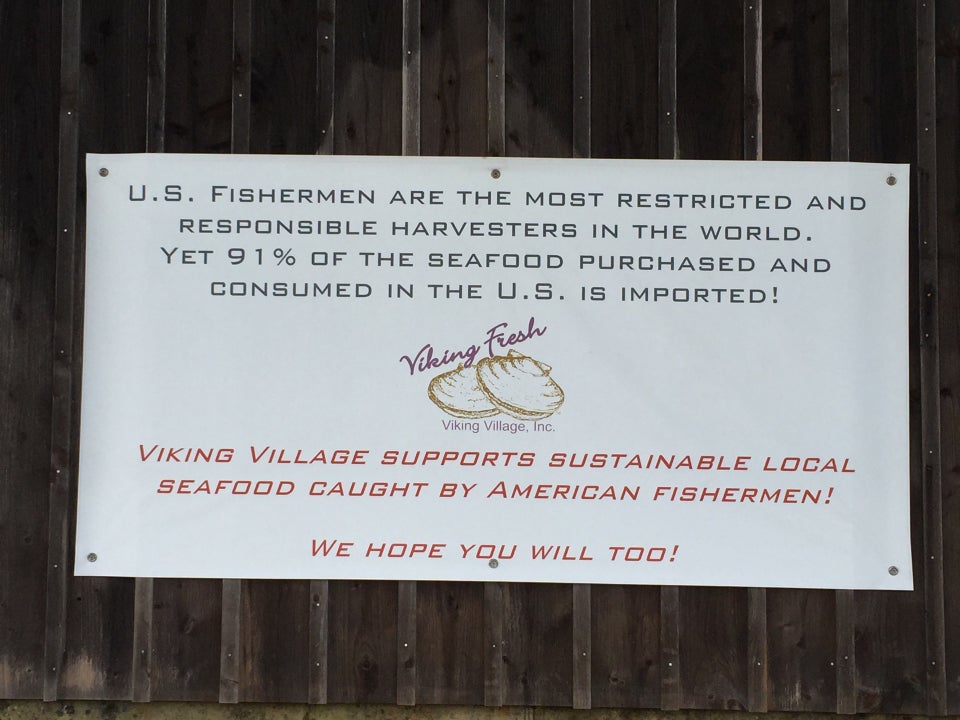 U.S. FISHERMEN ARE THE MOST RESTRICTED AND
RESPONSIBLE HARVESTERS IN THE WORLD.
YET 91% OF THE SEAFOOD PURCHASED AND
CONSUMED IN THE U.S. IS IMPORTED!
Viking Fresh
Viking Village, Inc.
VIKING VILLAGE SUPPORTS SUSTAINABLE LOCAL
SEAFOOD CAUGHT BY AMERICAN FISHERMEN!
WE HOPE YOU WILL TOO!